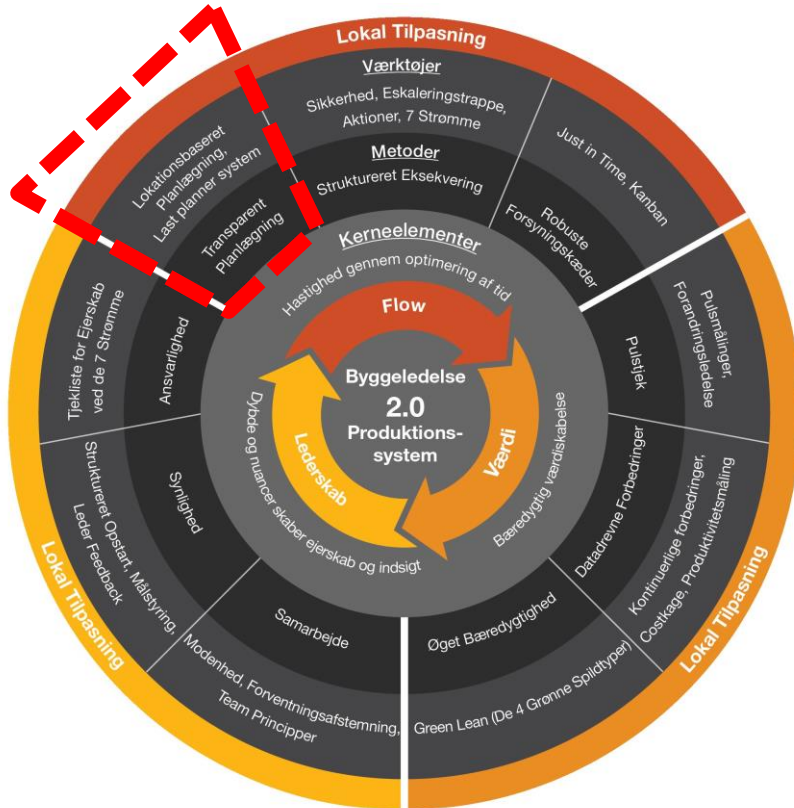 Lokal Tilpasning
Værktøjer
Sikkerhed, Eskaleringstrappe,
Aktioner, 7 Strømme
Metoder
Struktureret Eksekvering
Kerneelementer
Hastighed gennem optimering af tid
Flow
Lokationsbaseret
Planlægning,
Last planner system
Transparent
Planlægning
Just in Time, Kanban
Robuste
Forsyningskæder
Byggeledelse
2.0
Produktions-
system
Værdi
Bæredygtig værdiskabelse
Pulstjek
Pulsmålinger,
Forandringsledelse
Datadrevne Forbedringer
Kontinuerlige forbedringer,
Costkage, Produktivitetsmåling
Øget Bæredygtighed
Green Lean (De 4 Grønne Spildtyper)
Lokal Tilpasning
Lederskab
Dybde og nuancer skaber ejerskab og indsigt
Ansvarlighed
Tjekliste for Ejerskab
ved de 7 Strømme
Synlighed
Struktureret Opstart, Målstyring,
Leder Feedback
Samarbejde
Modenhed, Forventningsafstemning,
Team Principper
Lokal Tilpasning